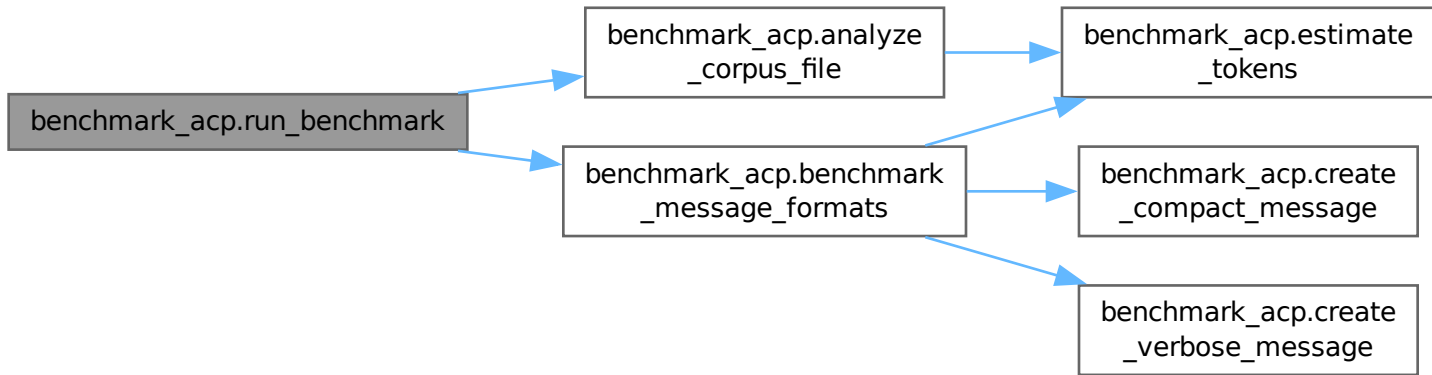 benchmark_acp.run_benchmark
benchmark_acp.analyze
_corpus_file
benchmark_acp.estimate
_tokens
benchmark_acp.benchmark
_message_formats
benchmark_acp.create
_compact_message
benchmark_acp.create
_verbose_message